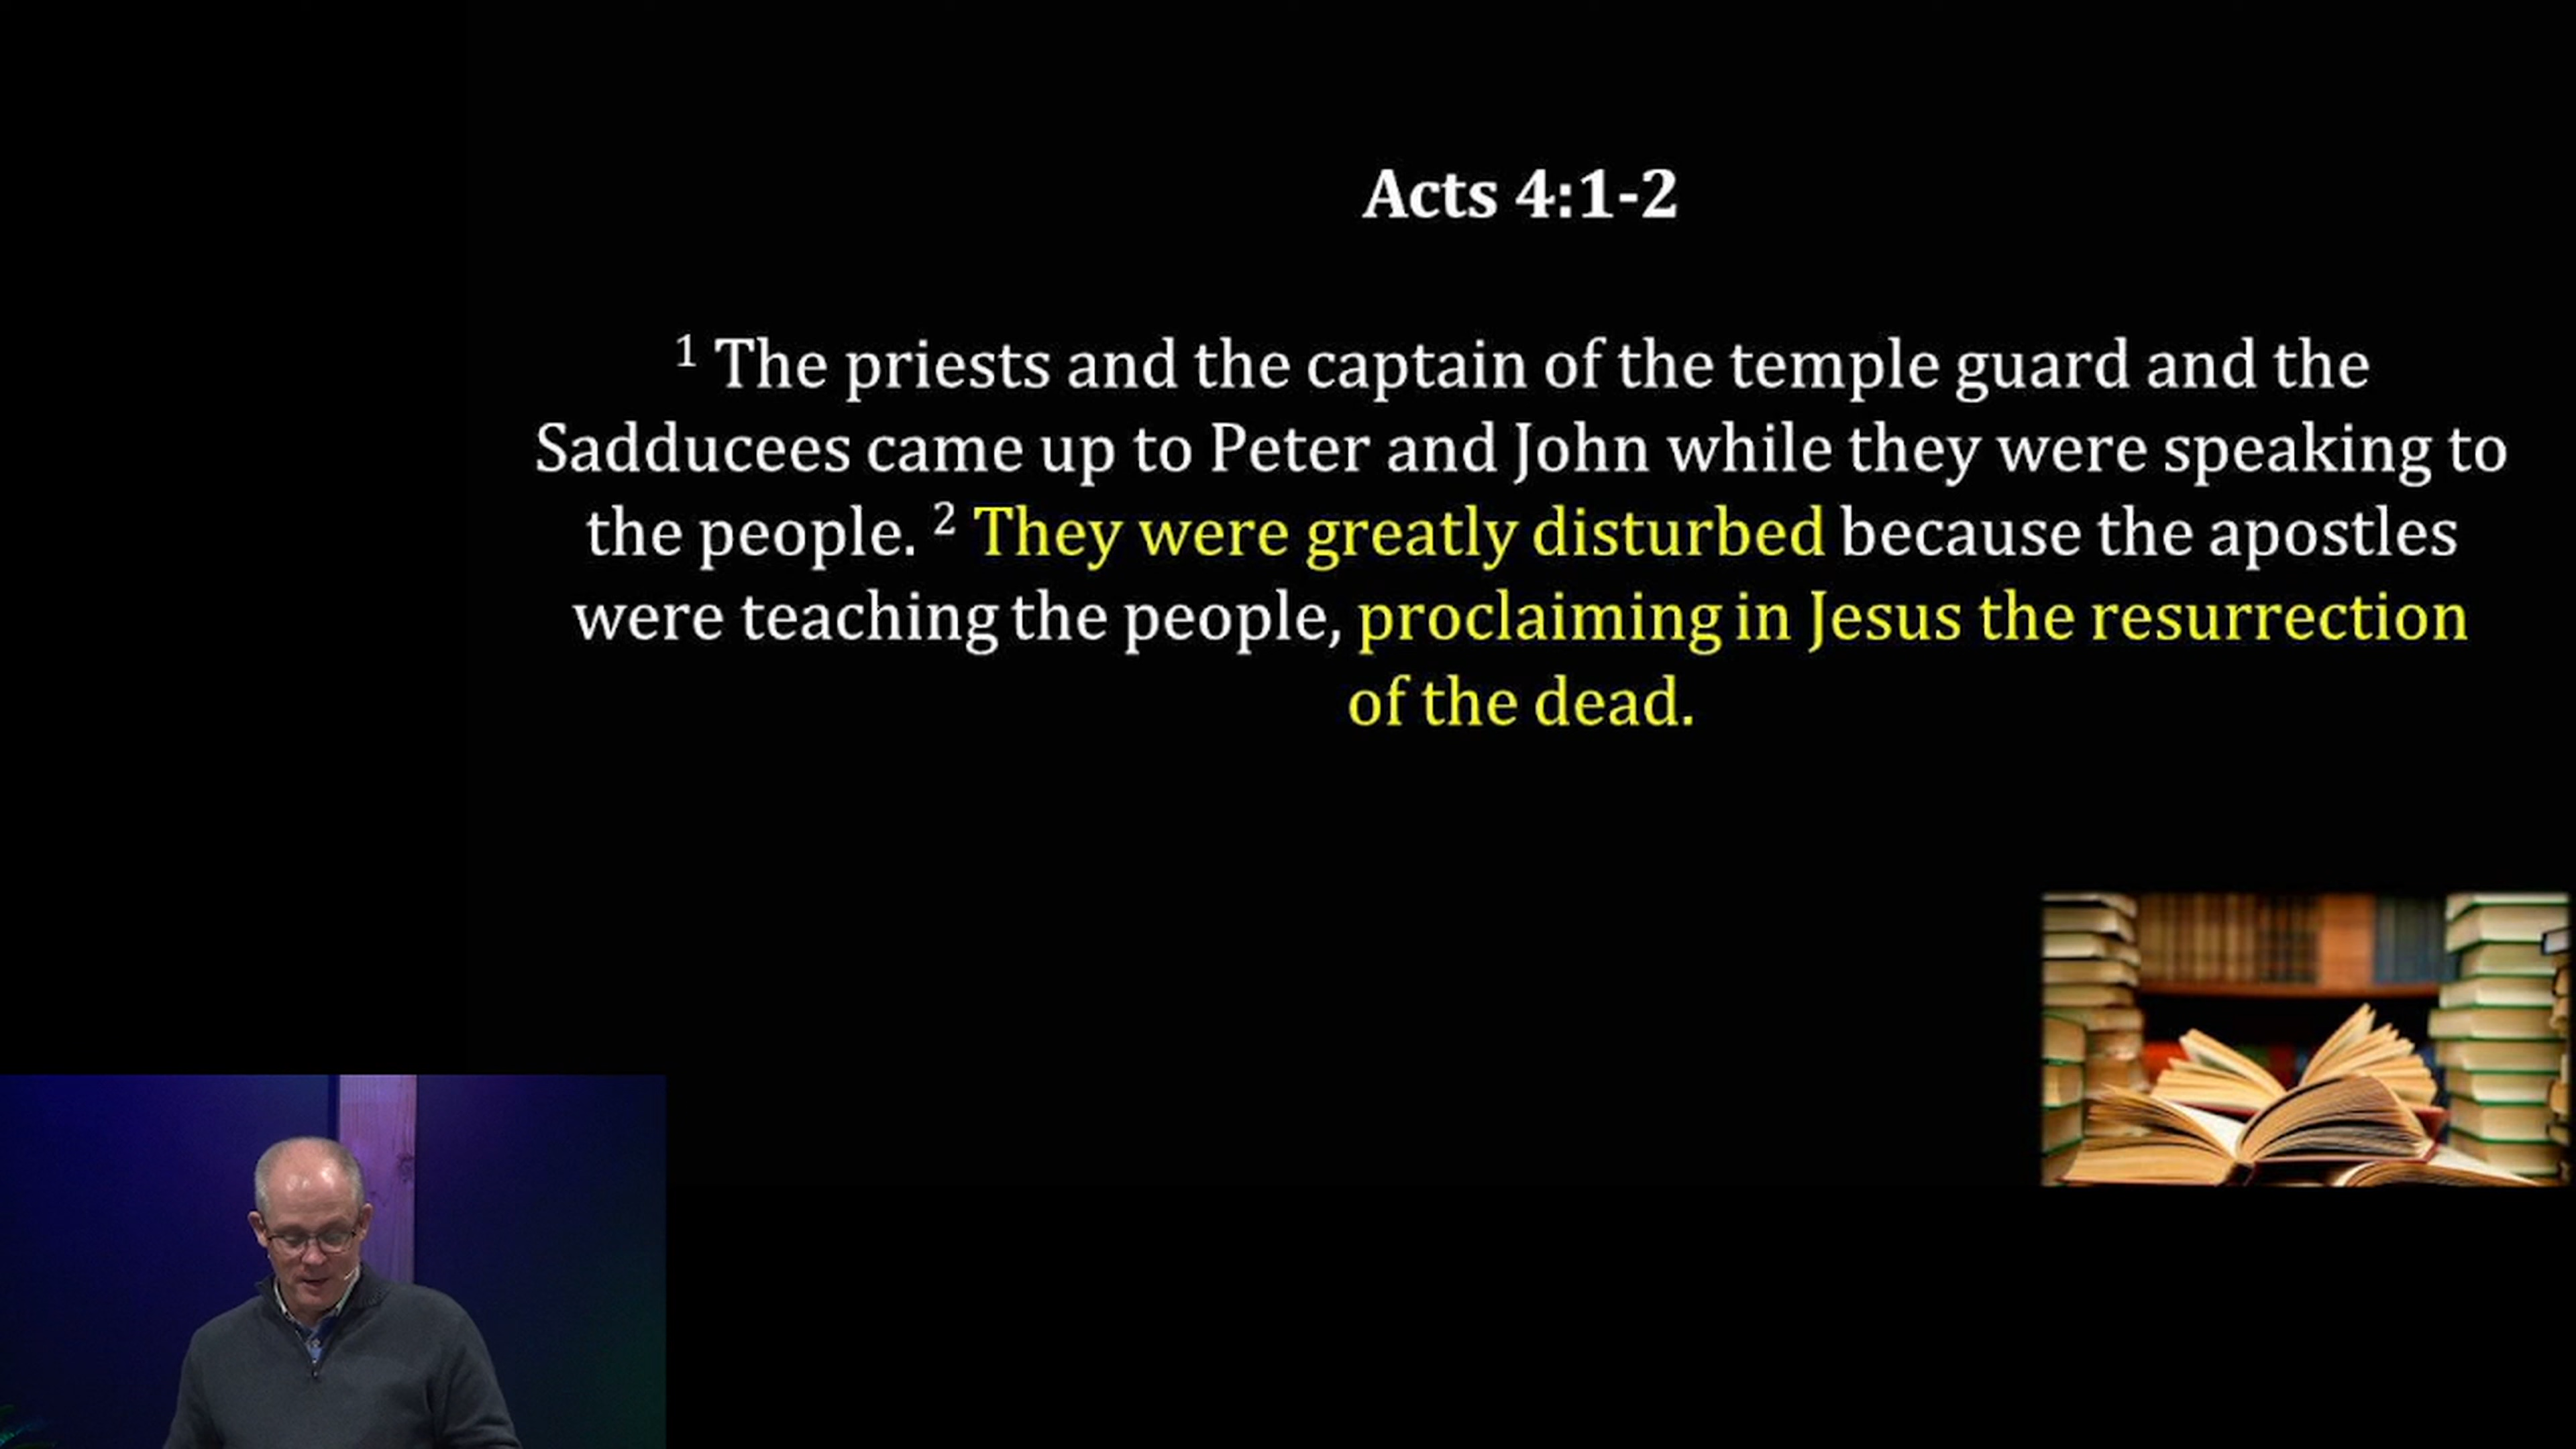 Acts 4:1-2
1 The priests and the captain of the temple guard and the
Sadducees came up to Peter and John while they were speaking to
the people. 2 They were greatly disturbed because the apostles
were teaching the people, proclaiming in Jesus the resurrection
of the dead.